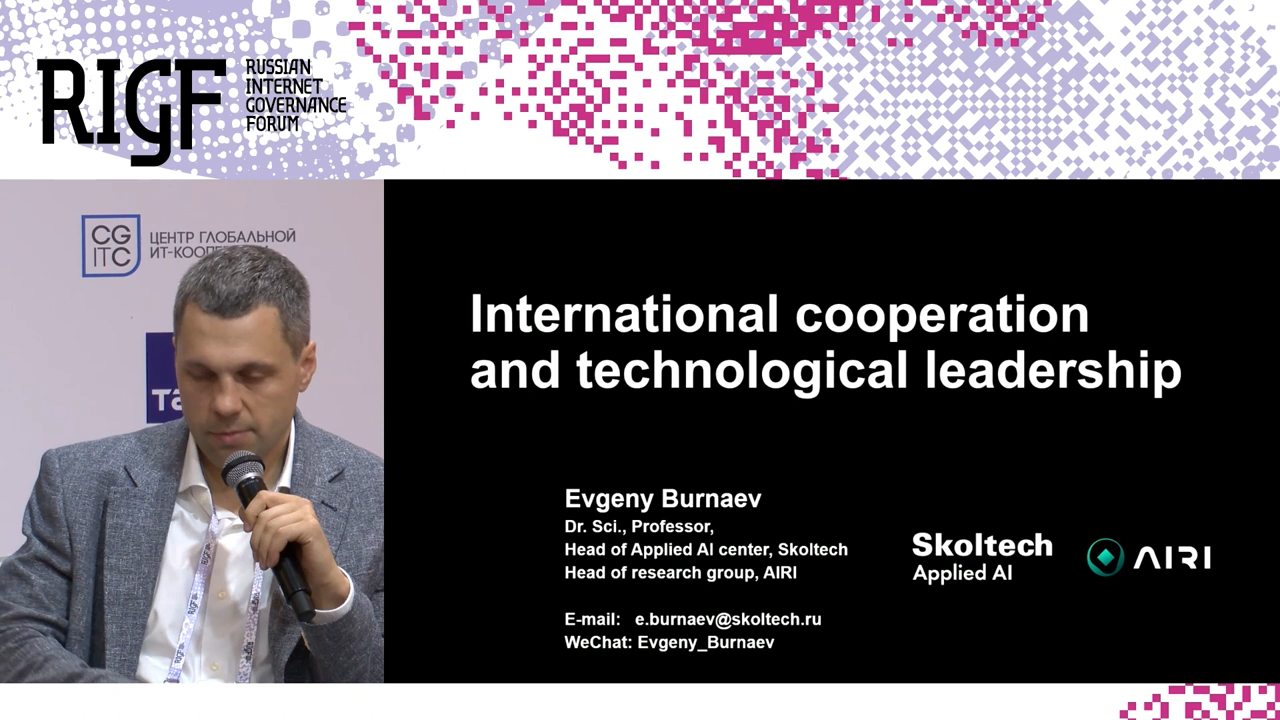 RIGF
RUSSIAN
INTERNET
GOVERNANCE
FORUM
CG
ITC
ЦЕНТР ГЛОБАЛЬНОЙ
International cooperation
and technological leadership
Evgeny Burnaev
Dr. Sci., Professor,
Head of Applied AI center, Skoltech
Head of research group, AIRI
Skoltech
Applied AI
AIRI
E-mail: e.burnaev@skoltech.ru
WeChat: Evgeny_Burnaev
RIGF